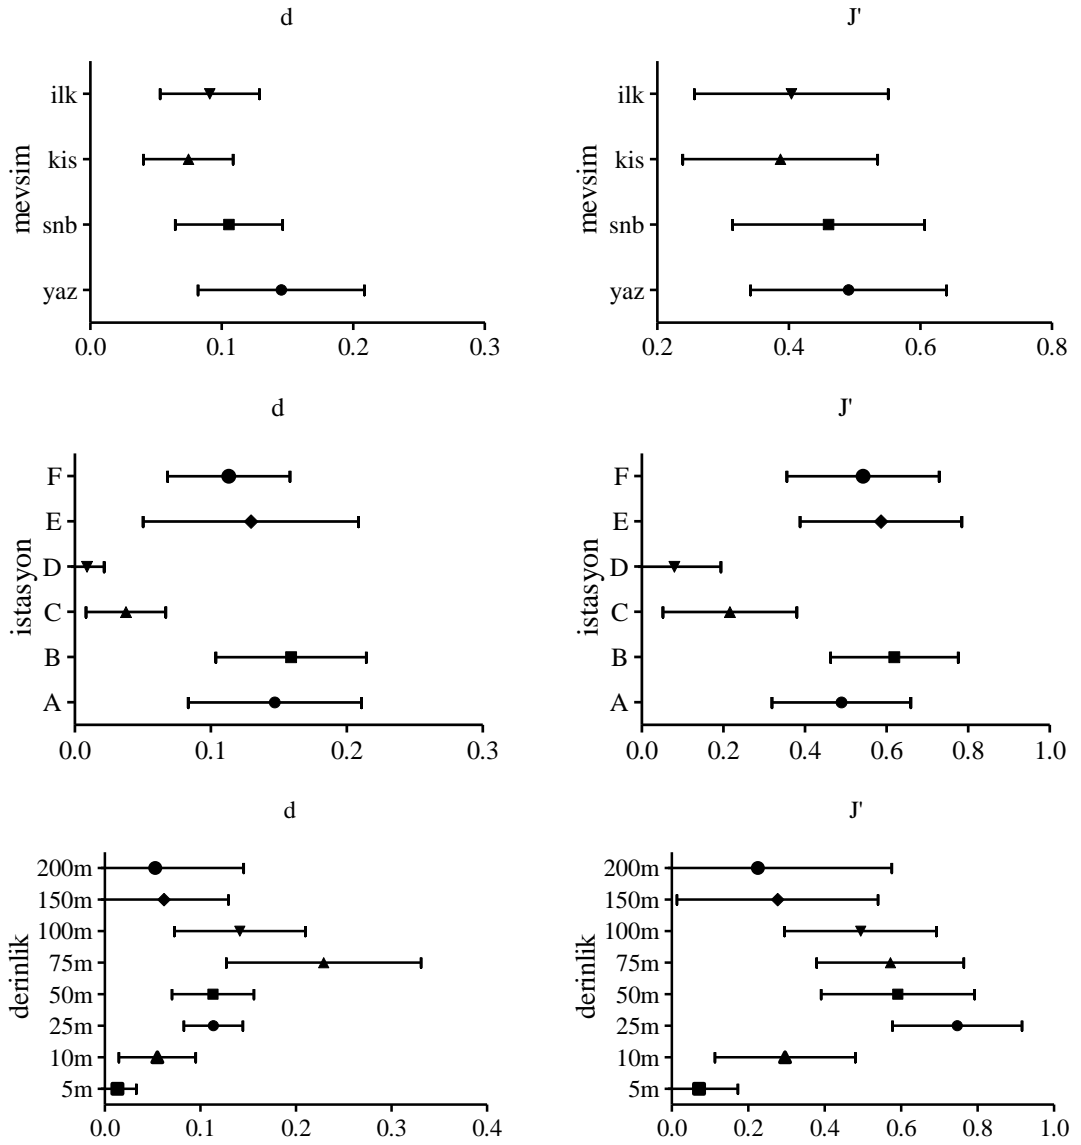 d
J'
mevsim
ilk
kis
snb
yaz
0.0 0.1 0.2 0.3
mevsim
ilk
kis
snb
yaz
0.2 0.4 0.6 0.8
d
J'
istasyon
F
E
D
C
B
A
0.0 0.1 0.2 0.3
istasyon
F
E
D
C
B
A
0.0 0.2 0.4 0.6 0.8 1.0
d
J'
derinlik
200m
150m
100m
75m
50m
25m
10m
5m
0.0 0.1 0.2 0.3 0.4
derinlik
200m
150m
100m
75m
50m
25m
10m
5m
0.0 0.2 0.4 0.6 0.8 1.0